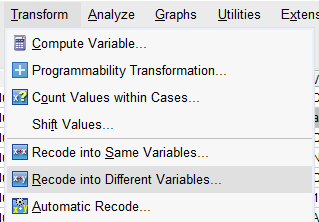 Transform Analyze Graphs Utilities Exten
Compute Variable...
Programmability Transformation...
Count Values within Cases...
Shift Values...
Recode into Same Variables...
Recode into Different Variables...
Automatic Recode...